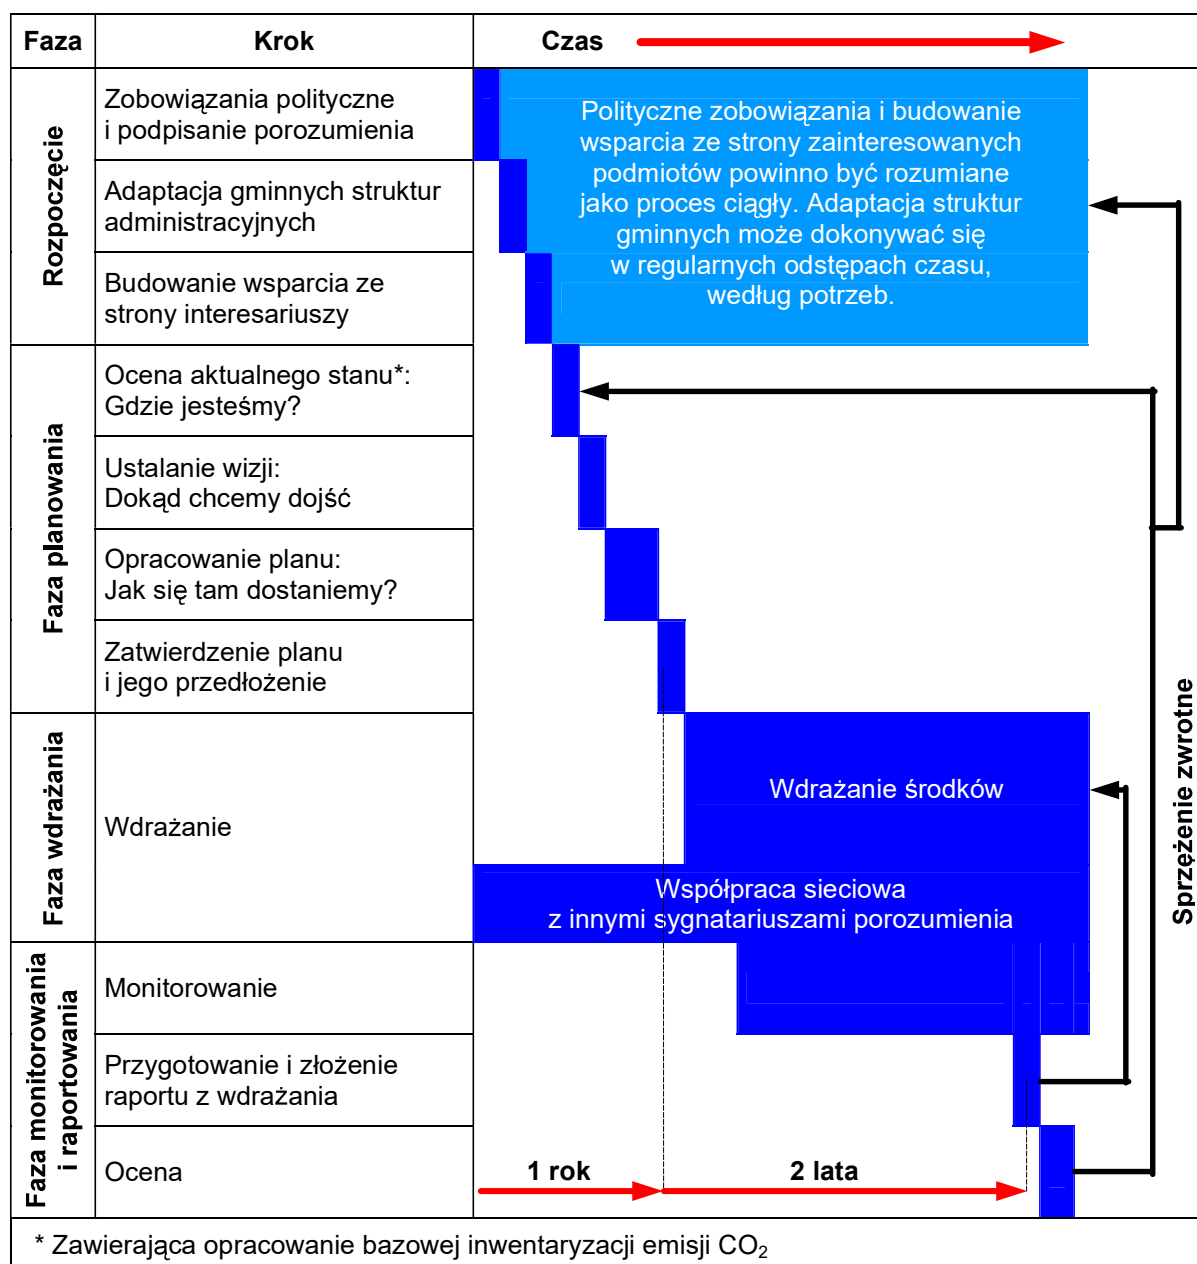 Faza
Krok
Czas
Rozpoczęcie
Zobowiązania polityczne
i podpisanie porozumienia
Polityczne zobowiązania i budowanie
wsparcia ze strony zainteresowanych
podmiotów powinno być rozumiane
jako proces ciągły. Adaptacja struktur
gminnych może dokonywać się
w regularnych odstępach czasu,
według potrzeb.
Adaptacja gminnych struktur
administracyjnych
Budowanie wsparcia ze
strony interesariuszy
Faza planowania
Ocena aktualnego stanu*:
Gdzie jesteśmy?
Ustalanie wizji:
Dokąd chcemy dojść
Opracowanie planu:
Jak się tam dostaniemy?
Zatwierdzenie planu
i jego przedłożenie
Faza wdrażania
Wdrażanie
Wdrażanie środków
Współpraca sieciowa
z innymi sygnatariuszami porozumienia
Faza monitorowania
i raportowania
Monitorowanie
Przygotowanie i złożenie
raportu z wdrażania
Ocena
1 rok
2 lata
Sprzężenie zwrotne
* Zawierająca opracowanie bazowej inwentaryzacji emisji CO₂